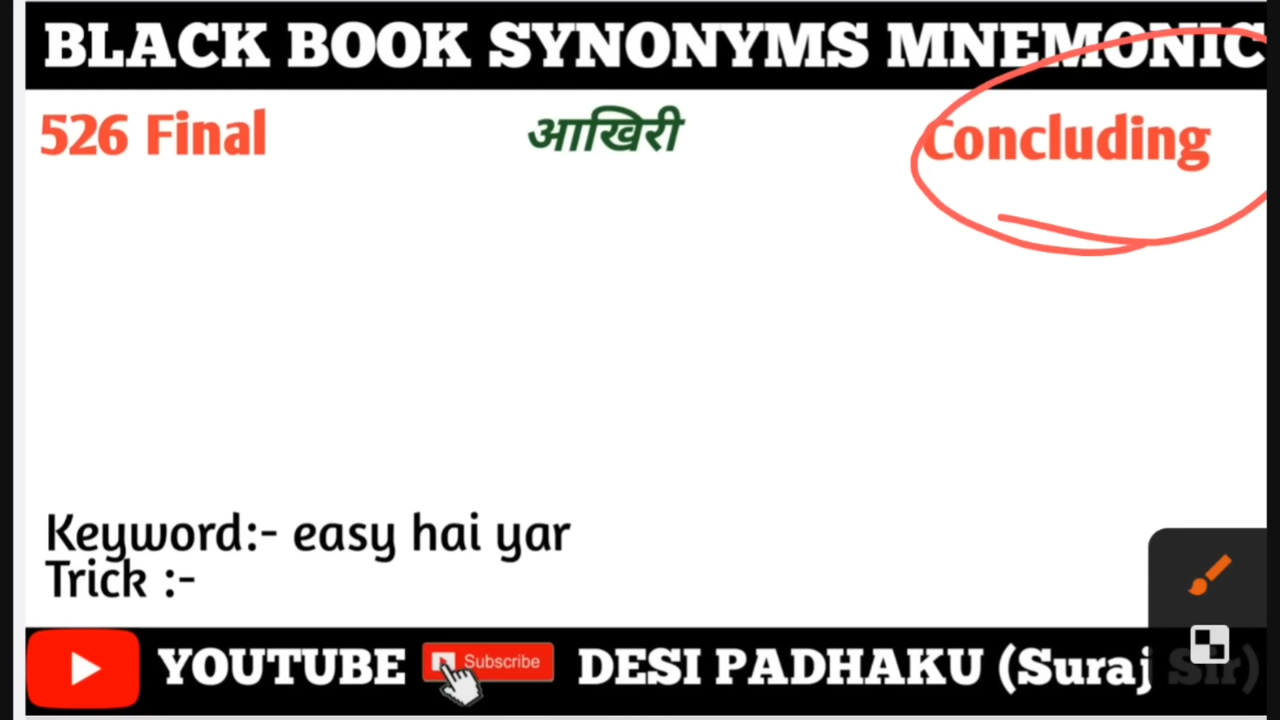 BLACK BOOK SYNONYMS MNEMONIC
526 Final आखिरी Concluding
Keyword:- easy hai yar
Trick :-
YOUTUBE Subscribe DESI PADHAKU (Suraj Sir)